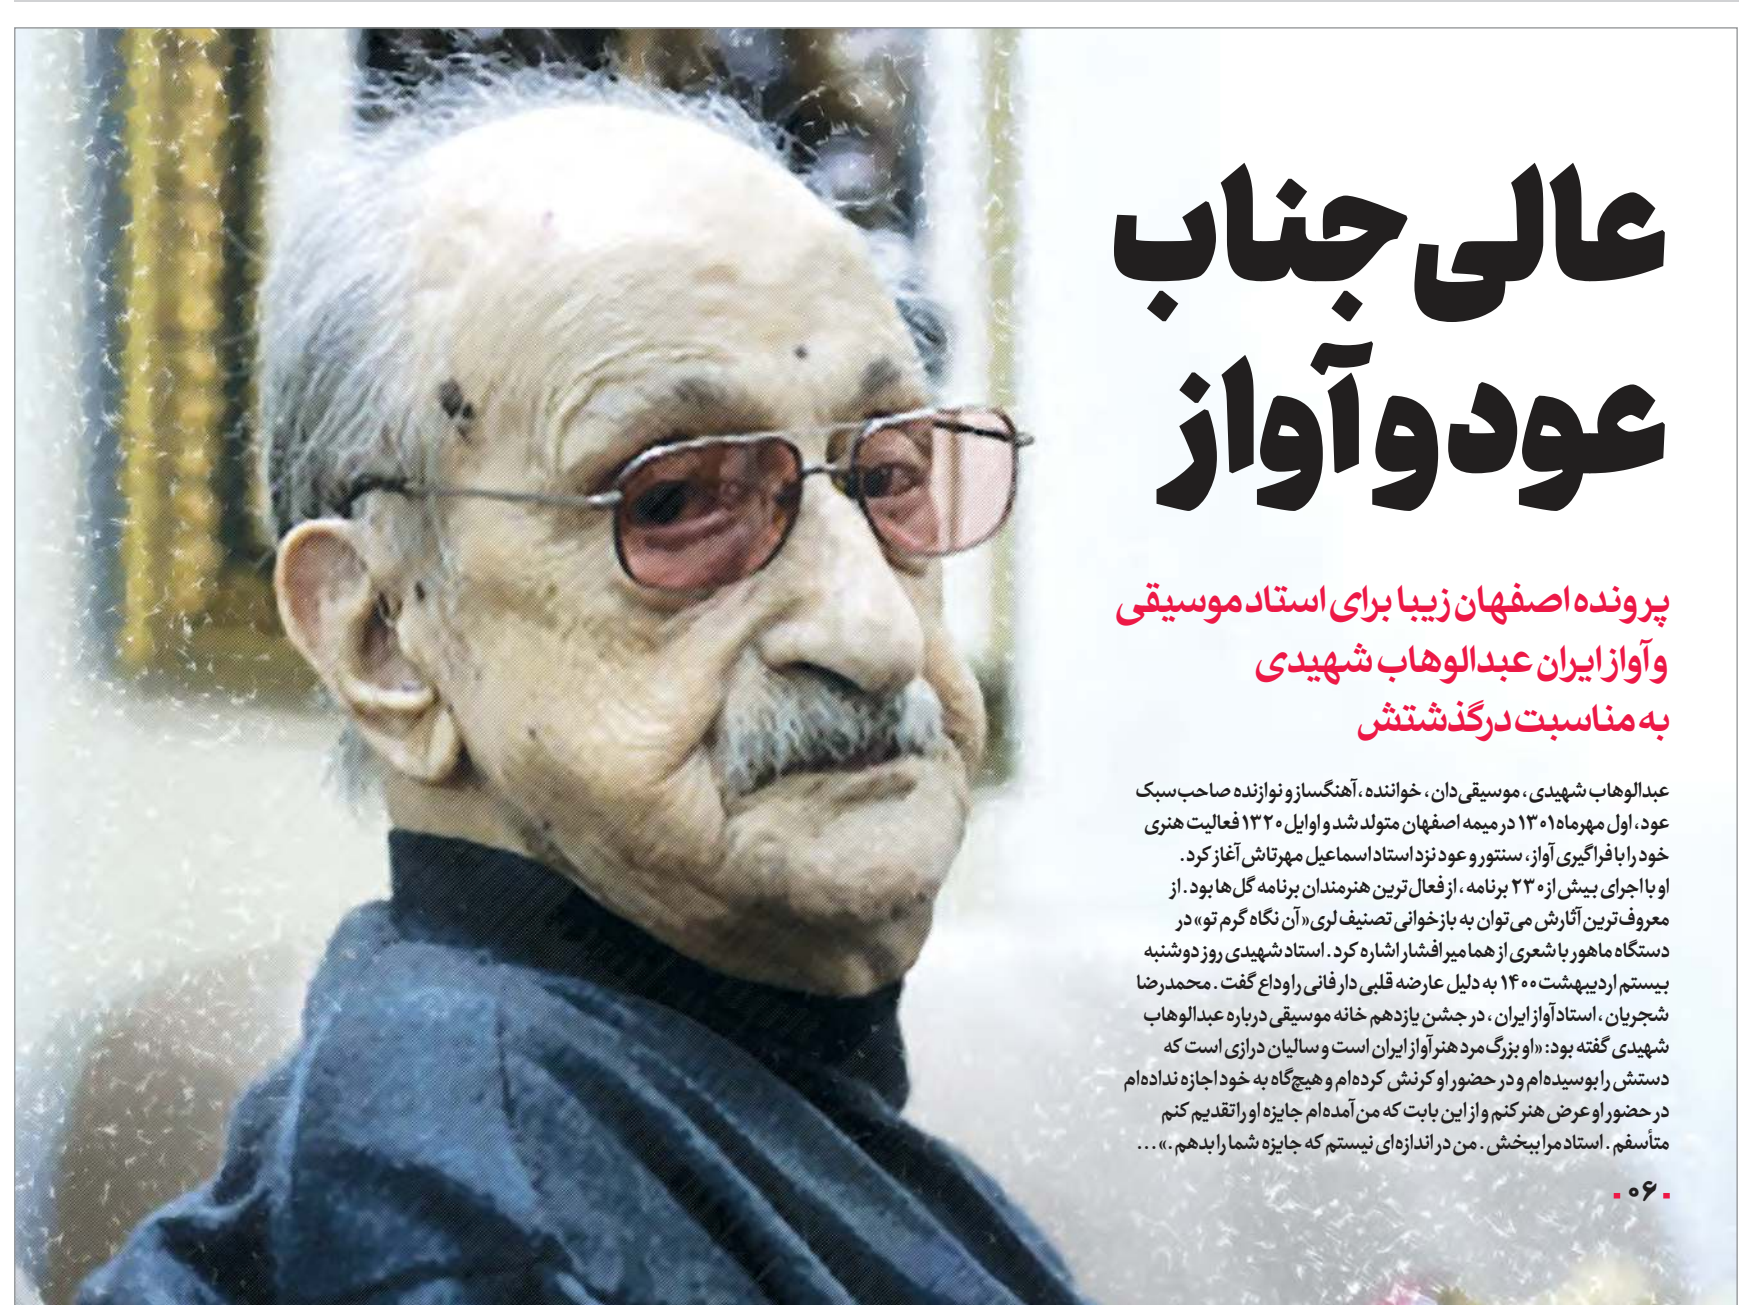 عالی جناب
عود و آواز
پرونده اصفهان زیبا برای استاد موسیقی
و آواز ایران عبدالوهاب شهیدی
به مناسبت درگذشتش
عبدالوهاب شهیدی، موسیقی‌دان، خواننده، آهنگساز و نوازنده صاحب‌سبک
عود، اول مهرماه ۱۳۰۱ در میمه اصفهان متولد شد و اوایل ۱۳۲۰ فعالیت هنری
خود را با فراگیری آواز، سنتور و عود نزد استاد اسماعیل مهرتاش آغاز کرد.
او با اجرای بیش از ۲۳۰ برنامه، از فعال‌ترین هنرمندان برنامه گل‌ها بود. از
معروف‌ترین آثارش می‌توان به بازخوانی تصنیف لری «آن نگاه گرم تو» در
دستگاه ماهور با شعری از هما میرافشار اشاره کرد. استاد شهیدی روز دوشنبه
بیستم اردیبهشت ۱۴۰۰ به دلیل عارضه قلبی دار فانی را وداع گفت. محمدرضا
شجریان، استاد آواز ایران، در جشن یازدهم خانه موسیقی درباره عبدالوهاب
شهیدی گفته بود: «او بزرگ‌مرد هنر آواز ایران است و سالیان درازی است که
دستش را بوسیده‌ام و در حضور او کرنش کرده‌ام و هیچ‌گاه به خود اجازه نداده‌ام
در حضور او عرض هنر کنم و از این بابت که من آمده‌ام جایزه او را تقدیم کنم
متأسفم. استاد مرا ببخش. من در اندازه‌ای نیستم که جایزه شما را بدهم.»...
۰۶